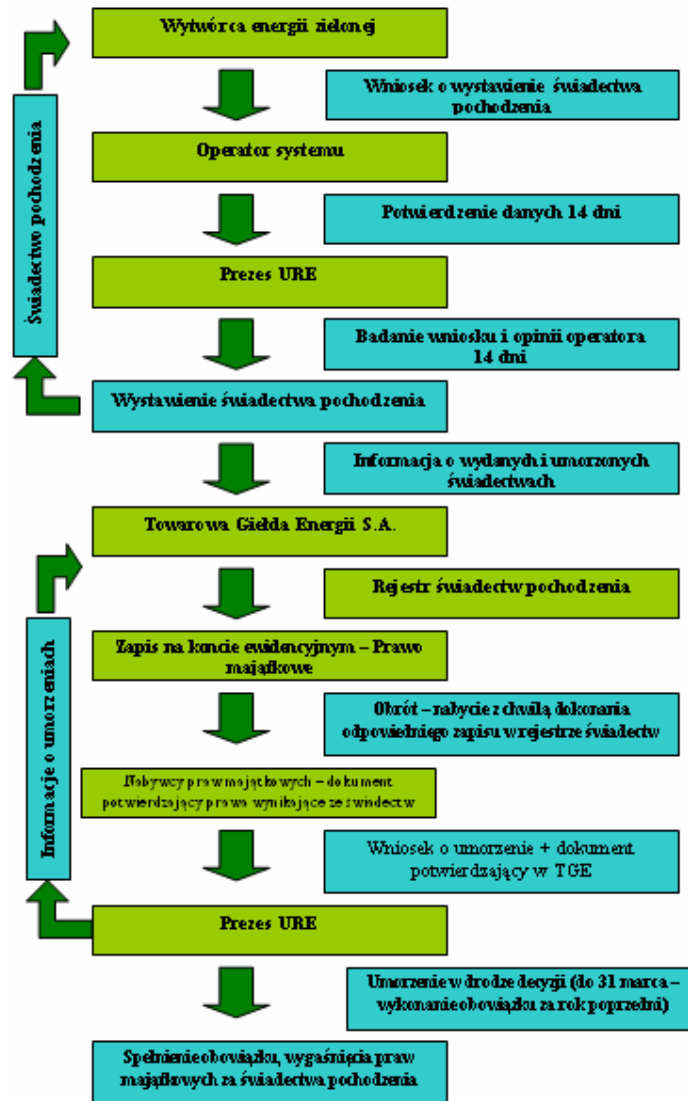 Wytwórca energii zielonej
Wniosek o wystawienie świadectwa
pochodzenia
Operator systemu
Potwierdzenie danych 14 dni
Prezes URE
Badanie wniosku i opinii operatora
14 dni
Wystawienie świadectwa pochodzenia
Świadectwo pochodzenia
Informacja o wydanych i umorzonych
świadectwach
Towarowa Giełda Energii S.A.
Rejestr świadectw pochodzenia
Zapis na koncie ewidencyjnym – Prawo
majątkowe
Obrót – nabycie z chwilą dokonania
odpowiedniego zapisu w rejestrze świadectw
Nabywcy praw majątkowych – dokument
potwierdzający prawa wynikające ze świadectw
Wniosek o umorzenie + dokument
potwierdzający w TGE
Prezes URE
Informacje o umorzeniach
Umorzenie w drodze decyzji (do 31 marca –
wykonanie obowiązku za rok poprzedni)
Spełnienie obowiązku, wygaśnięcia praw
majątkowych za świadectwa pochodzenia